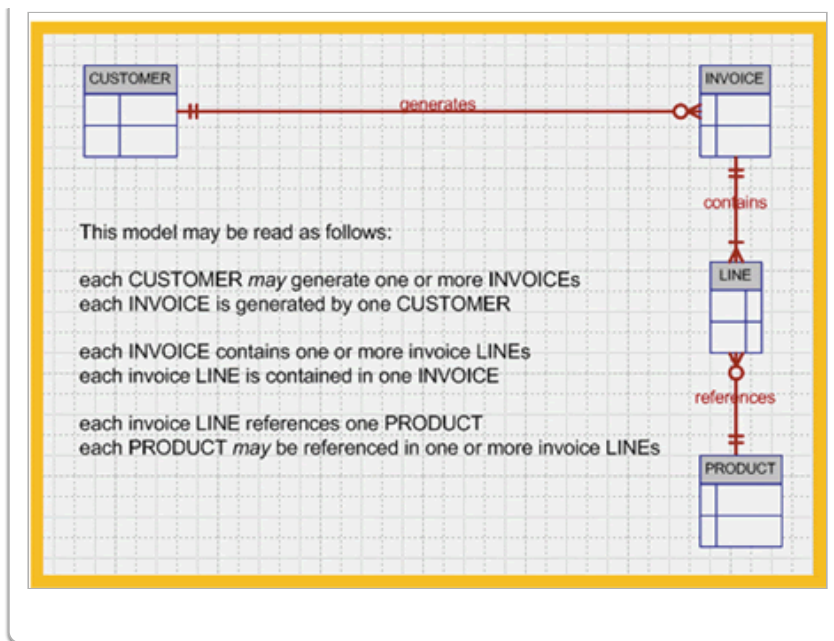 CUSTOMER
INVOICE
generates
contains
This model may be read as follows:
each CUSTOMER may generate one or more INVOICEs
each INVOICE is generated by one CUSTOMER
LINE
each INVOICE contains one or more invoice LINEs
each invoice LINE is contained in one INVOICE
references
each invoice LINE references one PRODUCT
each PRODUCT may be referenced in one or more invoice LINEs
PRODUCT